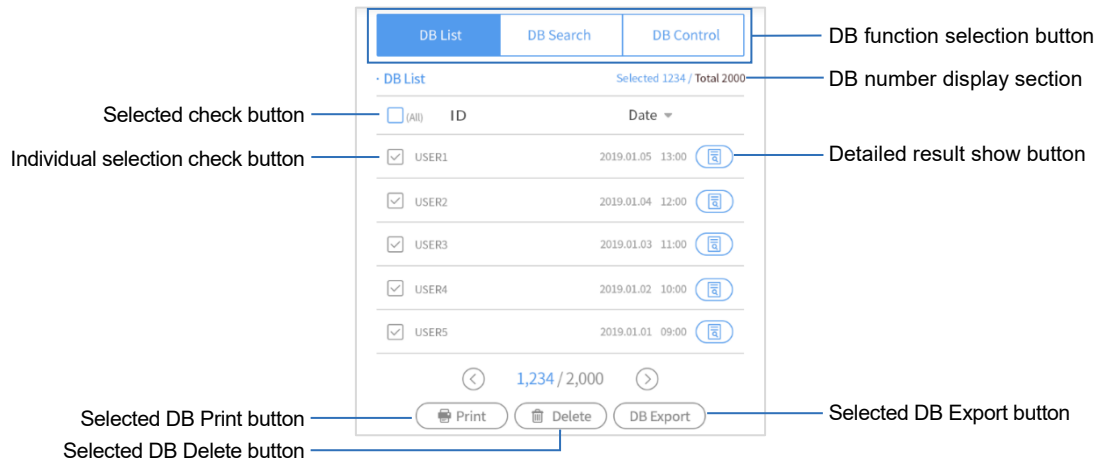 DB List DB Search DB Control
DB function selection button
· DB List Selected 1234 / Total 2000
DB number display section
Selected check button
(All) ID Date
Individual selection check button
USER1 2019.01.05 13:00
Detailed result show button
USER2 2019.01.04 12:00
USER3 2019.01.03 11:00
USER4 2019.01.02 10:00
USER5 2019.01.01 09:00
1,234 / 2,000
Selected DB Print button
Print Delete DB Export
Selected DB Export button
Selected DB Delete button